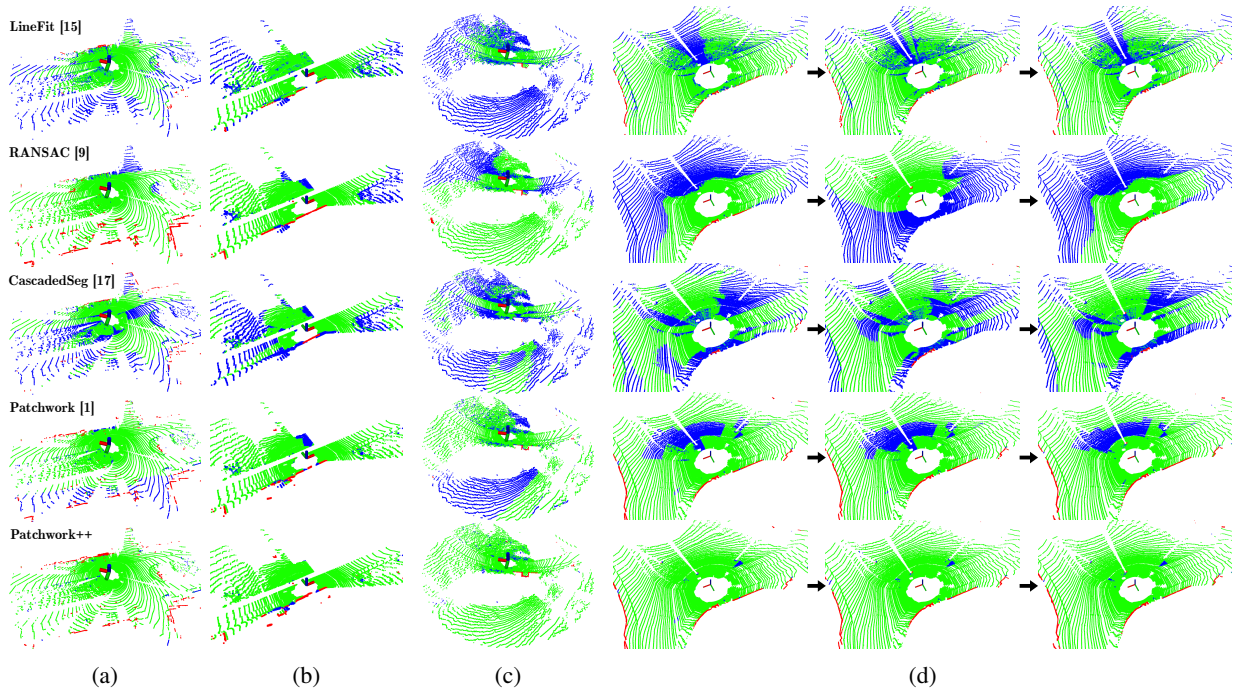 LineFit [15]
RANSAC [9]
CascadedSeg [17]
Patchwork [1]
Patchwork++
(a) (b) (c) (d)